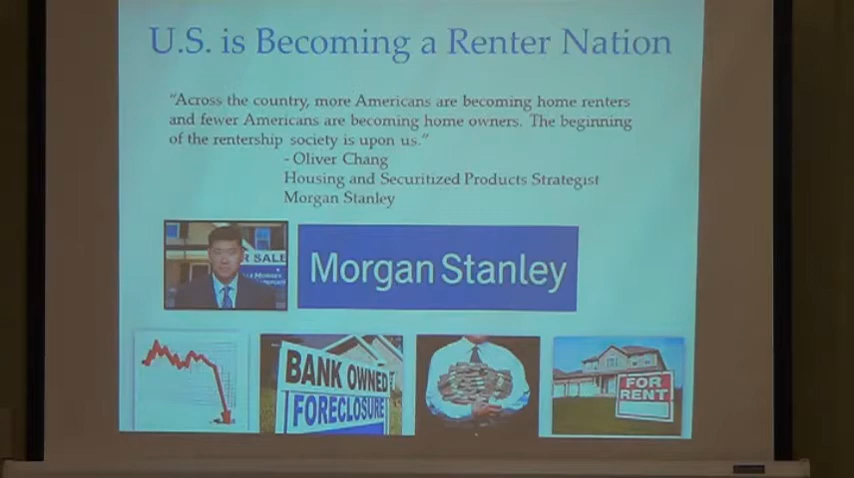 U.S. is Becoming a Renter Nation
"Across the country, more Americans are becoming home renters
and fewer Americans are becoming home owners. The beginning
of the rentership society is upon us."
- Oliver Chang
Housing and Securitized Products Strategist
Morgan Stanley
SALE
Morgan Stanley
BANK OWNED
FORECLOSURE
FOR
RENT